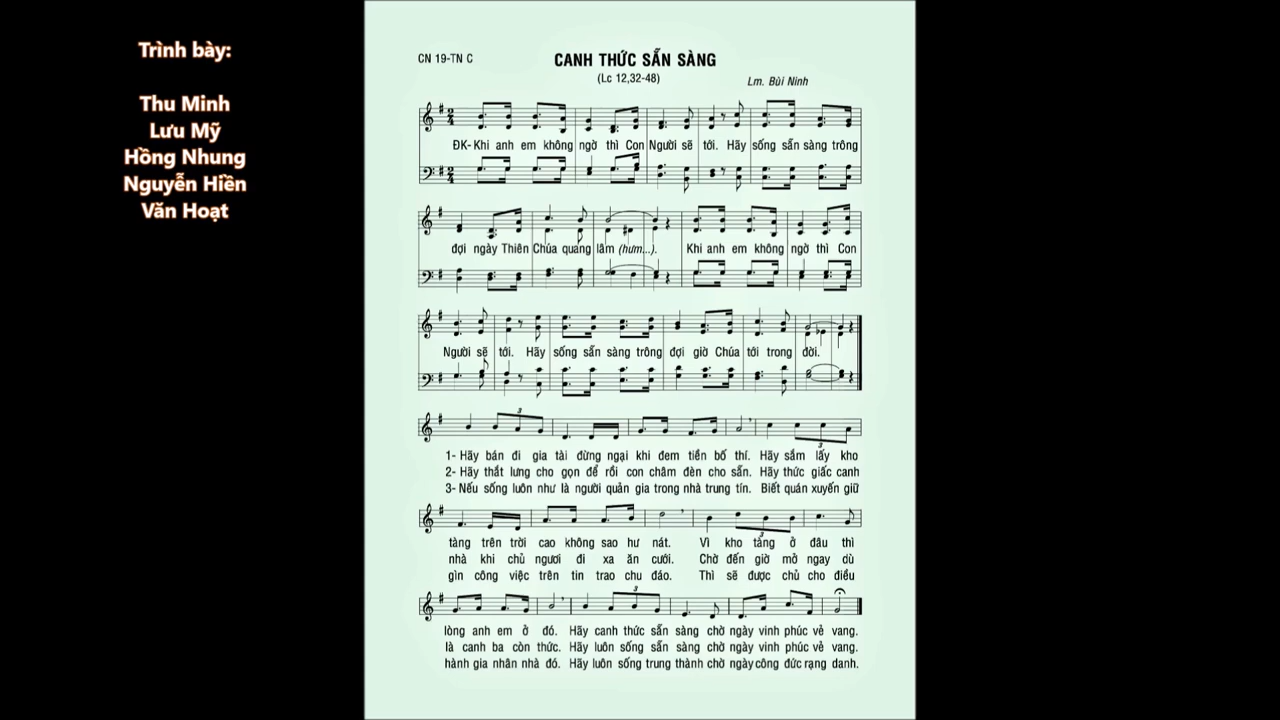 Trình bày:
Thu Minh
Lưu Mỹ
Hồng Nhung
Nguyễn Hiền
Văn Hoạt
CN 19-TN C
CANH THỨC SẴN SÀNG
(Lc 12,32-48)
Lm. Bùi Ninh
ĐK- Khi anh em không ngờ thì Con Người sẽ tới. Hãy sống sẵn sàng trông
đợi ngày Thiên Chúa quang lâm (hưm...). Khi anh em không ngờ thì Con
Người sẽ tới. Hãy sống sẵn sàng trông đợi giờ Chúa tới trong đời.
1- Hãy bán đi gia tài đừng ngại khi đem tiền bố thí. Hãy sắm lấy kho
2- Hãy thắt lưng cho gọn để rồi con châm đèn cho sẵn. Hãy thức giấc canh
3- Nếu sống luôn như là người quản gia trong nhà trung tín. Biết quán xuyến giữ
tàng trên trời cao không sao hư nát. Vì kho tàng ở đâu thì
nhà khi chủ ngươi đi xa ăn cưới. Chờ đến giờ mở ngay dù
gìn công việc trên tin trao chu đáo. Thì sẽ được chủ cho điều
lòng anh em ở đó. Hãy canh thức sẵn sàng chờ ngày vinh phúc vẻ vang.
là canh ba còn thức. Hãy luôn sống sẵn sàng chờ ngày vinh phúc vẻ vang.
hành gia nhân nhà đó. Hãy luôn sống trung thành chờ ngày công đức rạng danh.